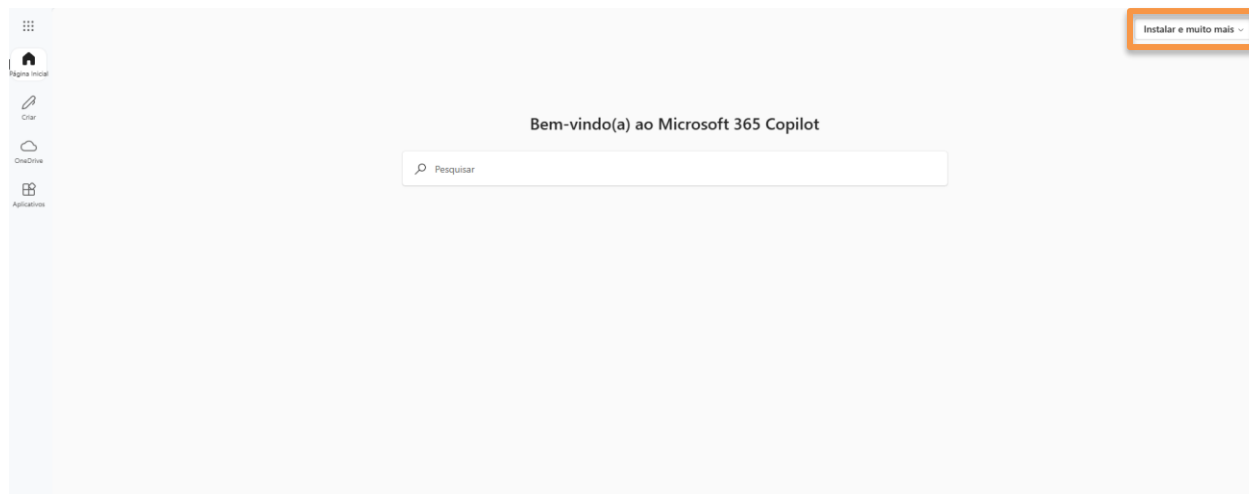 Instalar e muito mais
Página Inicial
Criar
OneDrive
Aplicativos
Bem-vindo(a) ao Microsoft 365 Copilot
Pesquisar